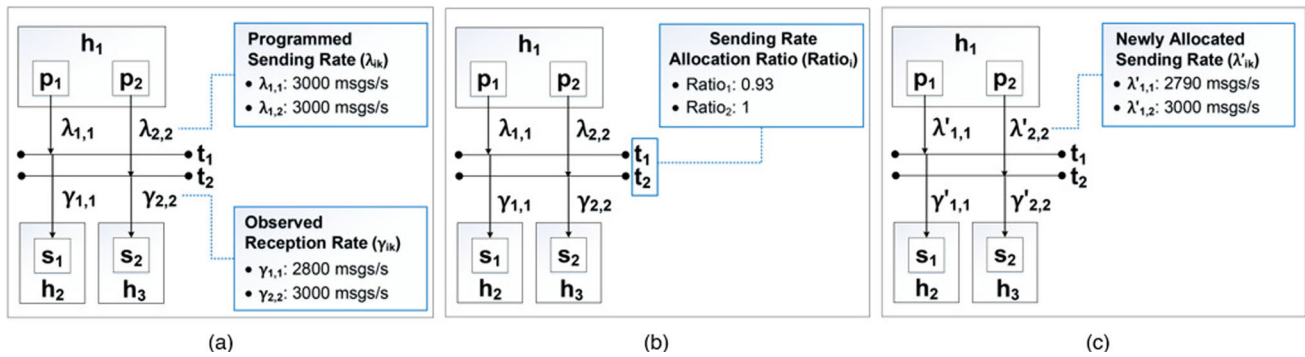 h₁
p₁ p₂
λ₁,₁ λ₂,₂
t₁
t₂
γ₁,₁ γ₂,₂
s₁ s₂
h₂ h₃
Programmed
Sending Rate (λᵢₖ)
• λ₁,₁: 3000 msgs/s
• λ₁,₂: 3000 msgs/s
Observed
Reception Rate (γᵢₖ)
• γ₁,₁: 2800 msgs/s
• γ₂,₂: 3000 msgs/s
(a)
h₁
p₁ p₂
λ₁,₁ λ₂,₂
t₁
t₂
γ₁,₁ γ₂,₂
s₁ s₂
h₂ h₃
Sending Rate
Allocation Ratio (Ratioᵢ)
• Ratio₁: 0.93
• Ratio₂: 1
(b)
h₁
p₁ p₂
λ'₁,₁ λ'₂,₂
t₁
t₂
γ'₁,₁ γ'₂,₂
s₁ s₂
h₂ h₃
Newly Allocated
Sending Rate (λ'ᵢₖ)
• λ'₁,₁: 2790 msgs/s
• λ'₁,₂: 3000 msgs/s
(c)